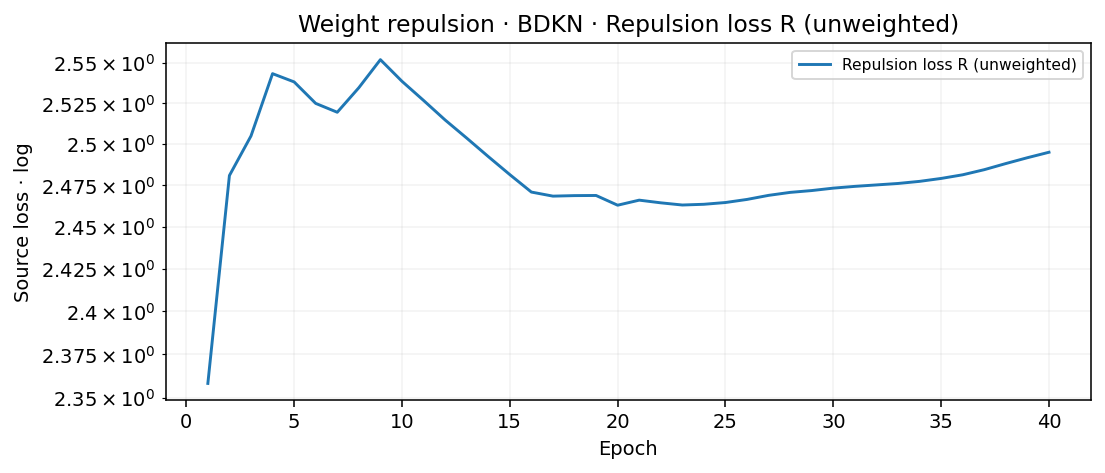 Weight repulsion · BDKN · Repulsion loss R (unweighted)
Repulsion loss R (unweighted)
Source loss · log
2.55 × 10⁰
2.525 × 10⁰
2.5 × 10⁰
2.475 × 10⁰
2.45 × 10⁰
2.425 × 10⁰
2.4 × 10⁰
2.375 × 10⁰
2.35 × 10⁰
0 5 10 15 20 25 30 35 40
Epoch